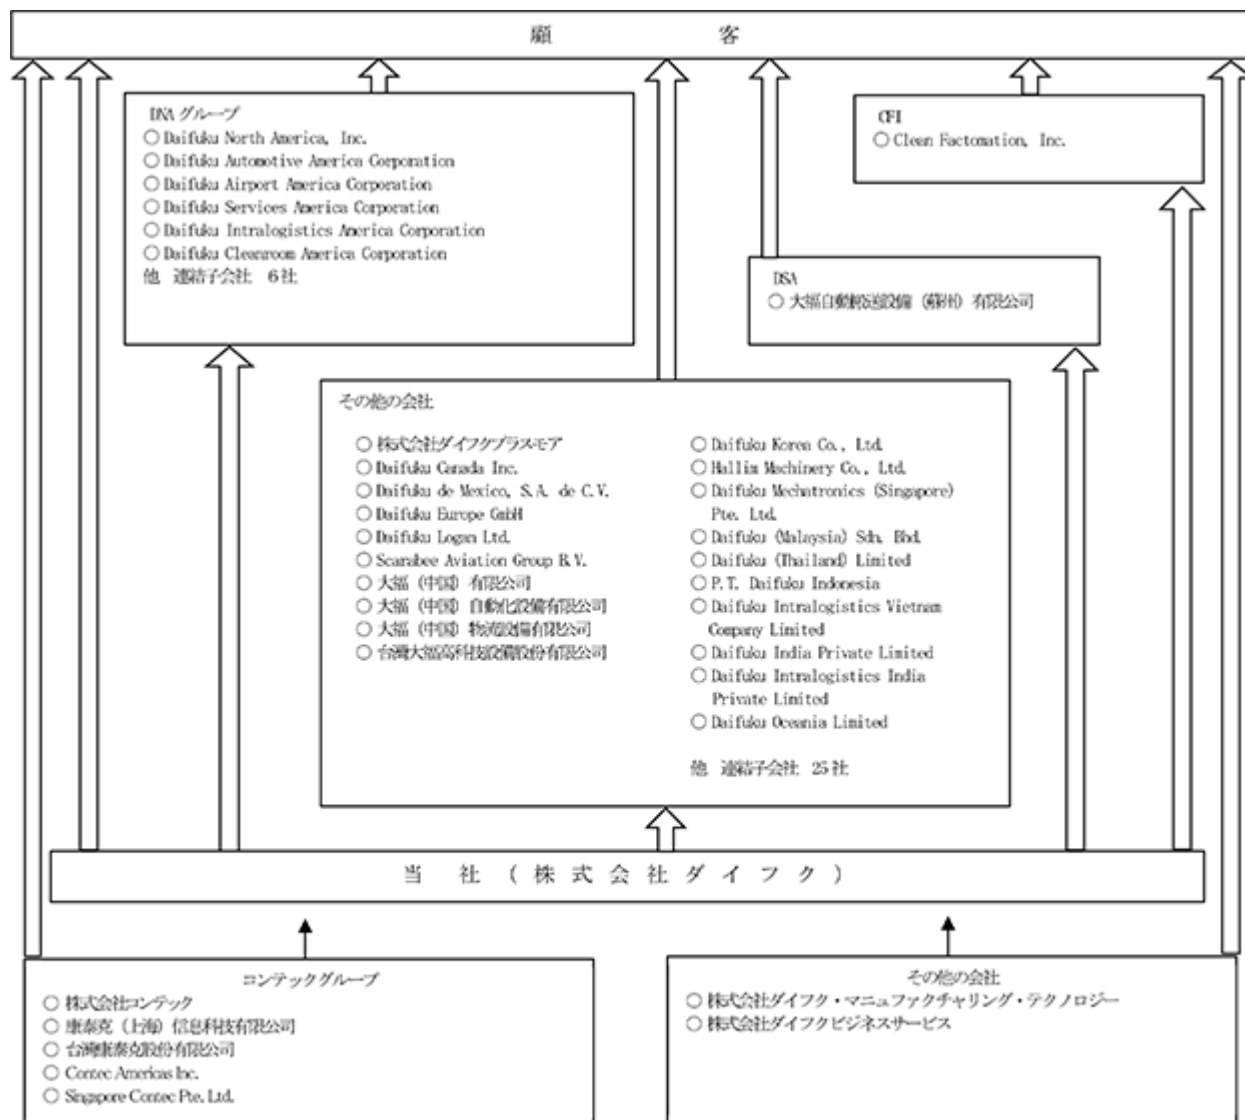 顧　　　客
DNA グループ
○ Daifuku North America, Inc.
○ Daifuku Automotive America Corporation
○ Daifuku Airport America Corporation
○ Daifuku Services America Corporation
○ Daifuku Intralogistics America Corporation
○ Daifuku Cleanroom America Corporation
他　連結子会社　6社
CFI
○ Clean Factomation, Inc.
DSA
○ 大福自動搬送設備（蘇州）有限公司
その他の会社
○ 株式会社ダイフクプラスモア
○ Daifuku Canada Inc.
○ Daifuku de Mexico, S.A. de C.V.
○ Daifuku Europe GmbH
○ Daifuku Logan Ltd.
○ Scarabee Aviation Group B.V.
○ 大福（中国）有限公司
○ 大福（中国）自動化設備有限公司
○ 大福（中国）物流設備有限公司
○ 台灣大福高科技設備股份有限公司
○ Daifuku Korea Co., Ltd.
○ Hallim Machinery Co., Ltd.
○ Daifuku Mechatronics (Singapore)
Pte. Ltd.
○ Daifuku (Malaysia) Sdn. Bhd.
○ Daifuku (Thailand) Limited
○ P.T. Daifuku Indonesia
○ Daifuku Intralogistics Vietnam
Company Limited
○ Daifuku India Private Limited
○ Daifuku Intralogistics India
Private Limited
○ Daifuku Oceania Limited
他　連結子会社　25社
当　社（株式会社ダイフク）
コンテックグループ
○ 株式会社コンテック
○ 康泰克（上海）信息科技有限公司
○ 台灣康泰克股份有限公司
○ Contec Americas Inc.
○ Singapore Contec Pte. Ltd.
その他の会社
○ 株式会社ダイフク・マニュファクチャリング・テクノロジー
○ 株式会社ダイフクビジネスサービス